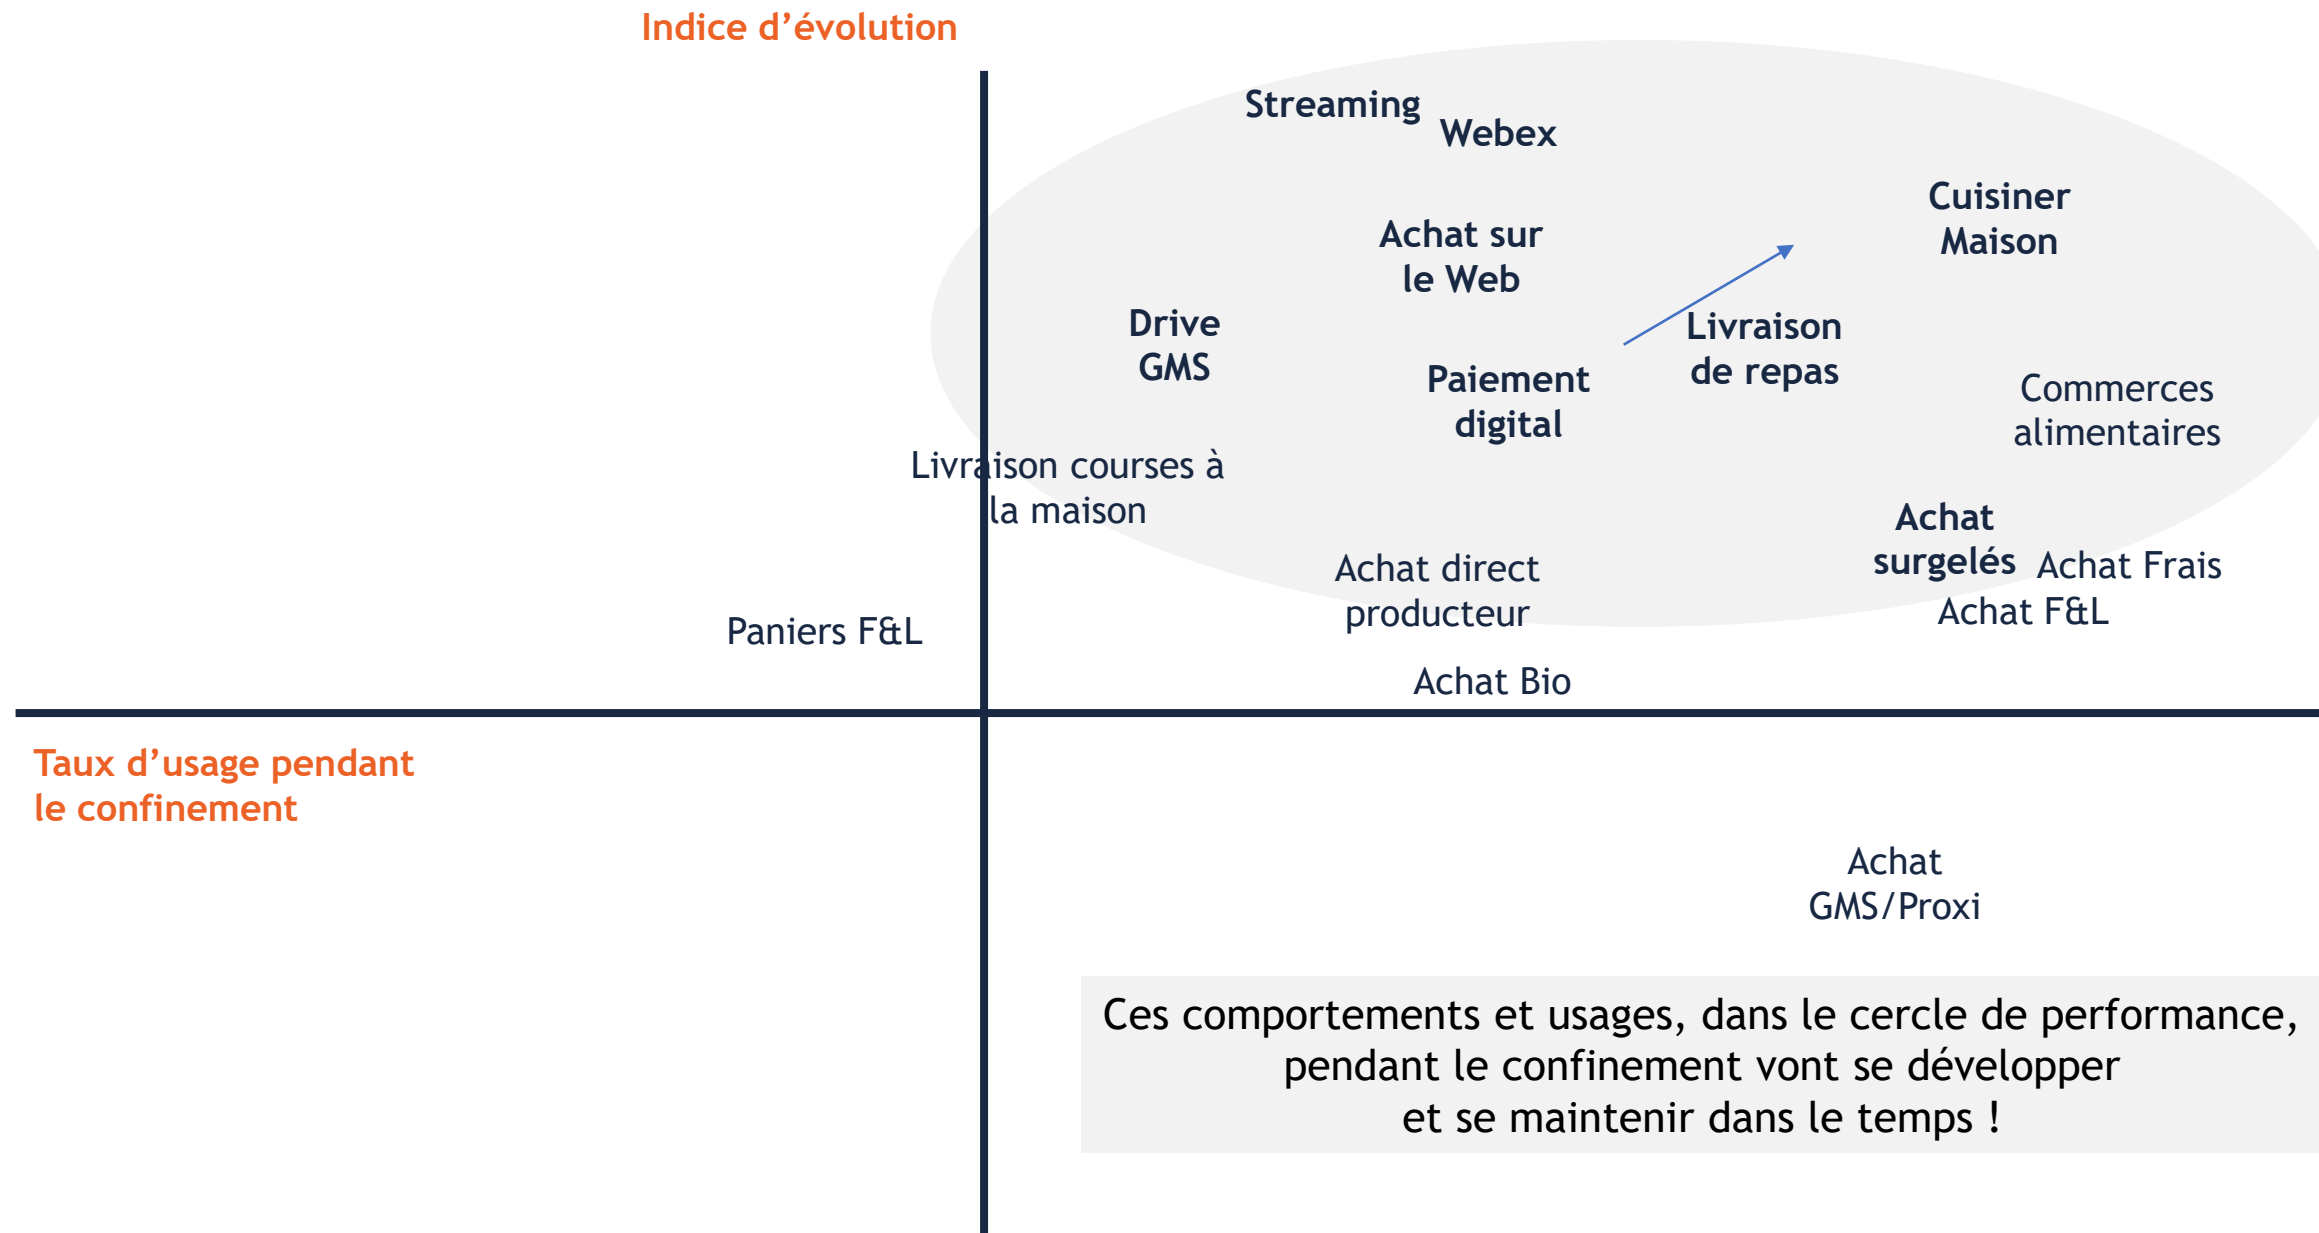 Indice d’évolution
Streaming
Webex
Cuisiner
Maison
Achat sur
le Web
Drive
GMS
Livraison
de repas
Paiement
digital
Commerces
alimentaires
Livraison courses à
la maison
Achat
surgelés
Achat Frais
Achat F&L
Achat direct
producteur
Paniers F&L
Achat Bio
Taux d’usage pendant
le confinement
Achat
GMS/Proxi
Ces comportements et usages, dans le cercle de performance,
pendant le confinement vont se développer
et se maintenir dans le temps !